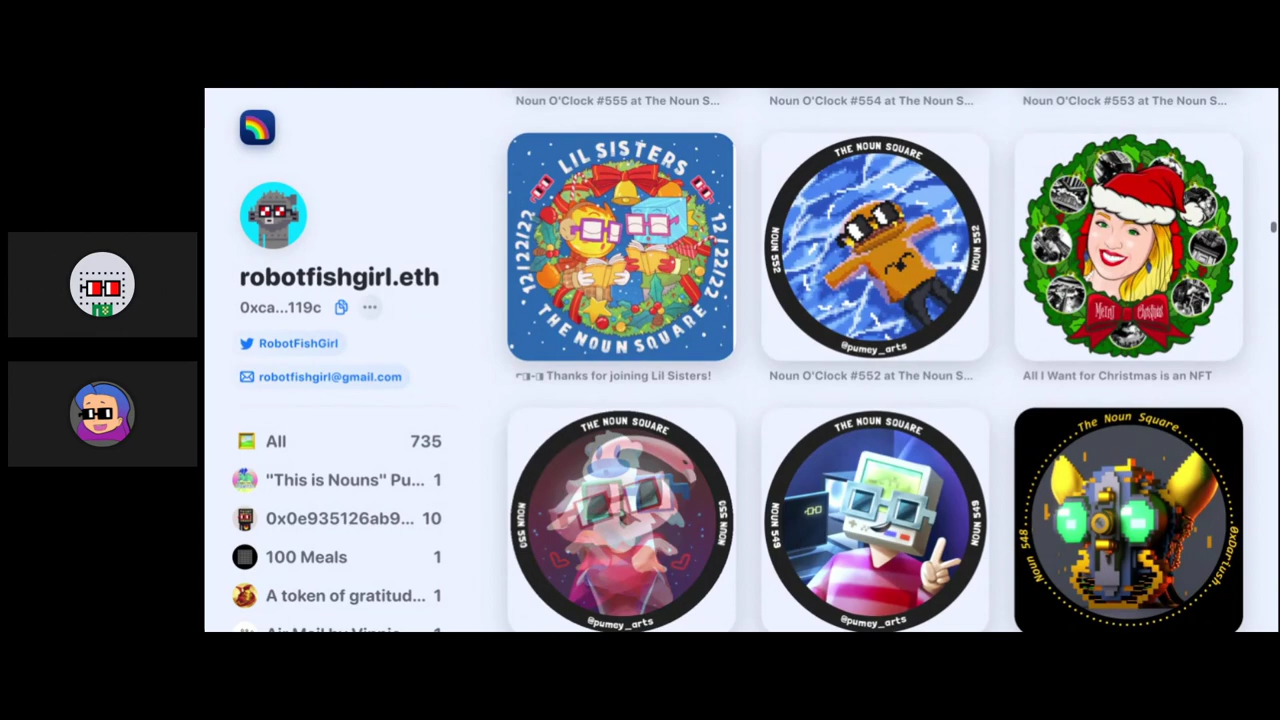 robotfishgirl.eth
0xca...119c
RobotFishGirl
robotfishgirl@gmail.com
All 735
"This is Nouns" Pu... 1
0x0e935126ab9... 10
100 Meals 1
A token of gratitud... 1
Noun O'Clock #555 at The Noun S...
Noun O'Clock #554 at The Noun S...
Noun O'Clock #553 at The Noun S...
LIL SISTERS
12/22/22
12/22/22
THE NOUN SQUARE
Thanks for joining Lil Sisters!
THE NOUN SQUARE
NOUN 552
NOUN 552
@pumey_arts
Noun O'Clock #552 at The Noun S...
Merry Christmas
All I Want for Christmas is an NFT
THE NOUN SQUARE
NOUN 550
NOUN 550
@pumey_arts
THE NOUN SQUARE
NOUN 549
NOUN 549
@pumey_arts
The Noun Square.
Noun 548